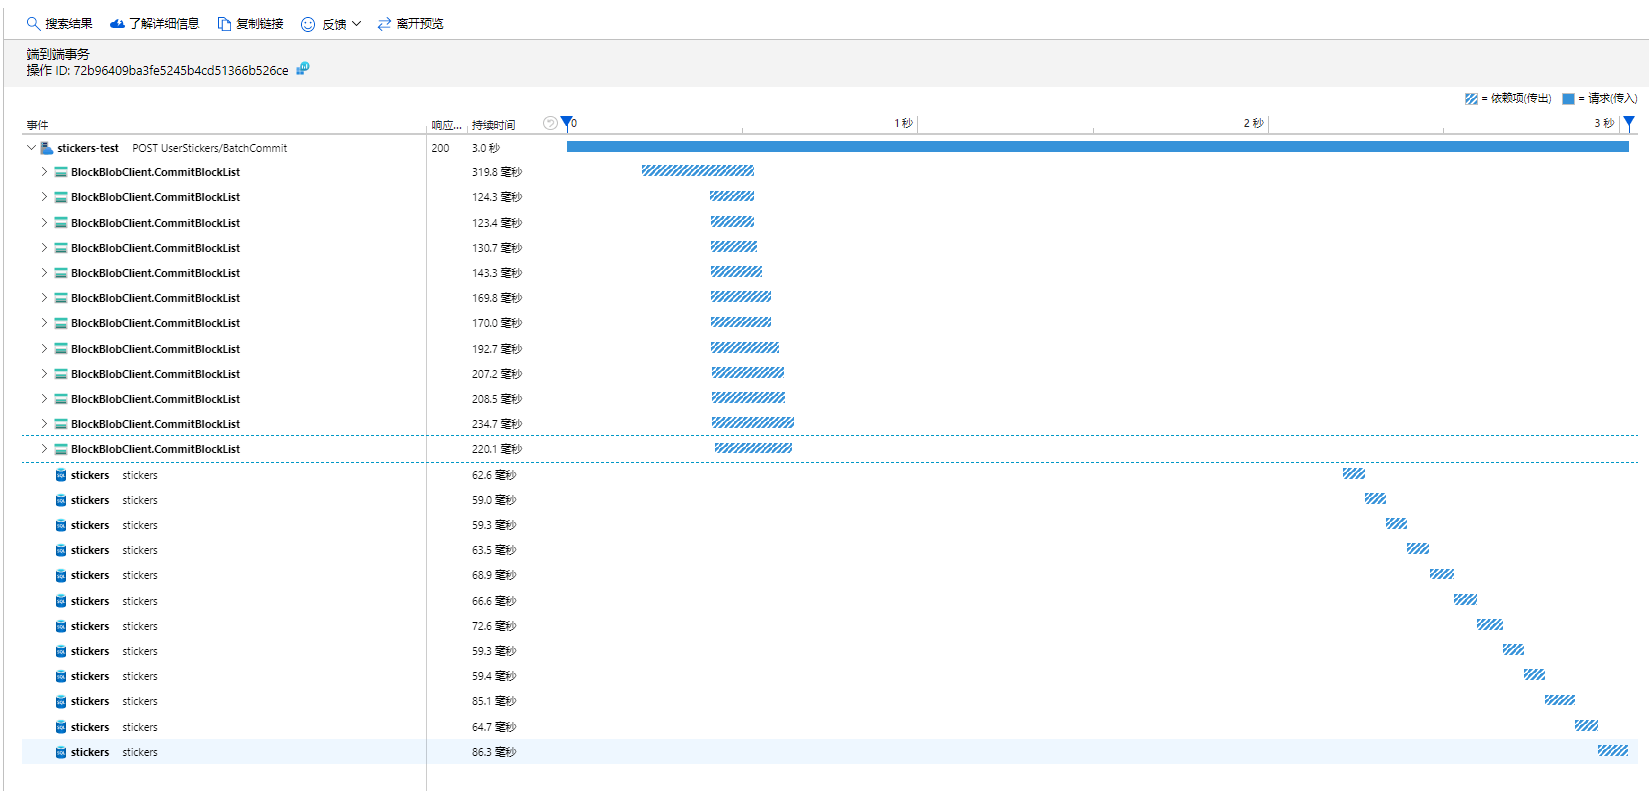 搜索结果 了解详细信息 复制链接 反馈 离开预览
端到端事务
操作 ID: 72b96409ba3fe5245b4cd51366b526ce
= 依赖项(传出) = 请求(传入)
事件 响应... 持续时间 0 1 秒 2 秒 3 秒
stickers-test POST UserStickers/BatchCommit 200 3.0 秒
BlockBlobClient.CommitBlockList 319.8 毫秒
BlockBlobClient.CommitBlockList 124.3 毫秒
BlockBlobClient.CommitBlockList 123.4 毫秒
BlockBlobClient.CommitBlockList 130.7 毫秒
BlockBlobClient.CommitBlockList 143.3 毫秒
BlockBlobClient.CommitBlockList 169.8 毫秒
BlockBlobClient.CommitBlockList 170.0 毫秒
BlockBlobClient.CommitBlockList 192.7 毫秒
BlockBlobClient.CommitBlockList 207.2 毫秒
BlockBlobClient.CommitBlockList 208.5 毫秒
BlockBlobClient.CommitBlockList 234.7 毫秒
BlockBlobClient.CommitBlockList 220.1 毫秒
stickers stickers 62.6 毫秒
stickers stickers 59.0 毫秒
stickers stickers 59.3 毫秒
stickers stickers 63.5 毫秒
stickers stickers 68.9 毫秒
stickers stickers 66.6 毫秒
stickers stickers 72.6 毫秒
stickers stickers 59.3 毫秒
stickers stickers 59.4 毫秒
stickers stickers 85.1 毫秒
stickers stickers 64.7 毫秒
stickers stickers 86.3 毫秒